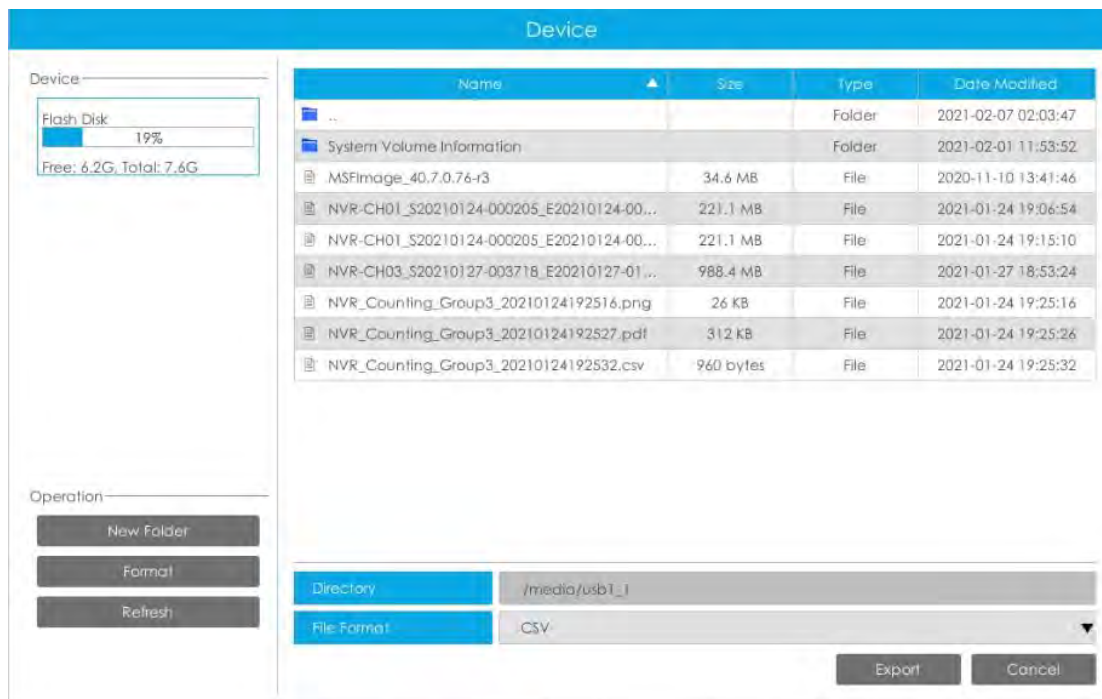 Device
Device
Flash Disk
19%
Free: 6.2G, Total: 7.6G
Name Size Type Date Modified
.. Folder 2021-02-07 02:03:47
System Volume Information Folder 2021-02-01 11:53:52
MSFImage_40.7.0.76-r3 34.6 MB File 2020-11-10 13:41:46
NVR-CH01_S20210124-000205_E20210124-00... 221.1 MB File 2021-01-24 19:06:54
NVR-CH01_S20210124-000205_E20210124-00... 221.1 MB File 2021-01-24 19:15:10
NVR-CH03_S20210127-003718_E20210127-01... 988.4 MB File 2021-01-27 18:53:24
NVR_Counting_Group3_20210124192516.png 26 KB File 2021-01-24 19:25:16
NVR_Counting_Group3_20210124192527.pdf 312 KB File 2021-01-24 19:25:26
NVR_Counting_Group3_20210124192532.csv 960 bytes File 2021-01-24 19:25:32
Operation
New Folder
Format
Refresh
Directory /media/usb1_1
File Format CSV
Export Cancel